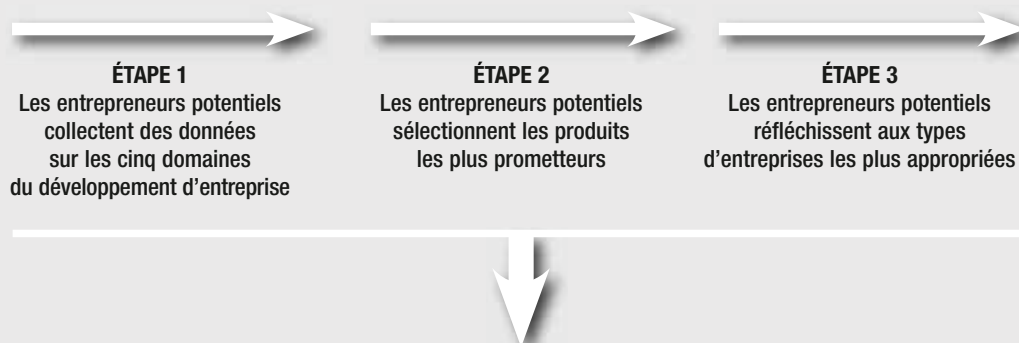 ÉTAPE 1
Les entrepreneurs potentiels
collectent des données
sur les cinq domaines
du développement d’entreprise
ÉTAPE 2
Les entrepreneurs potentiels
sélectionnent les produits
les plus prometteurs
ÉTAPE 3
Les entrepreneurs potentiels
réfléchissent aux types
d’entreprises les plus appropriées